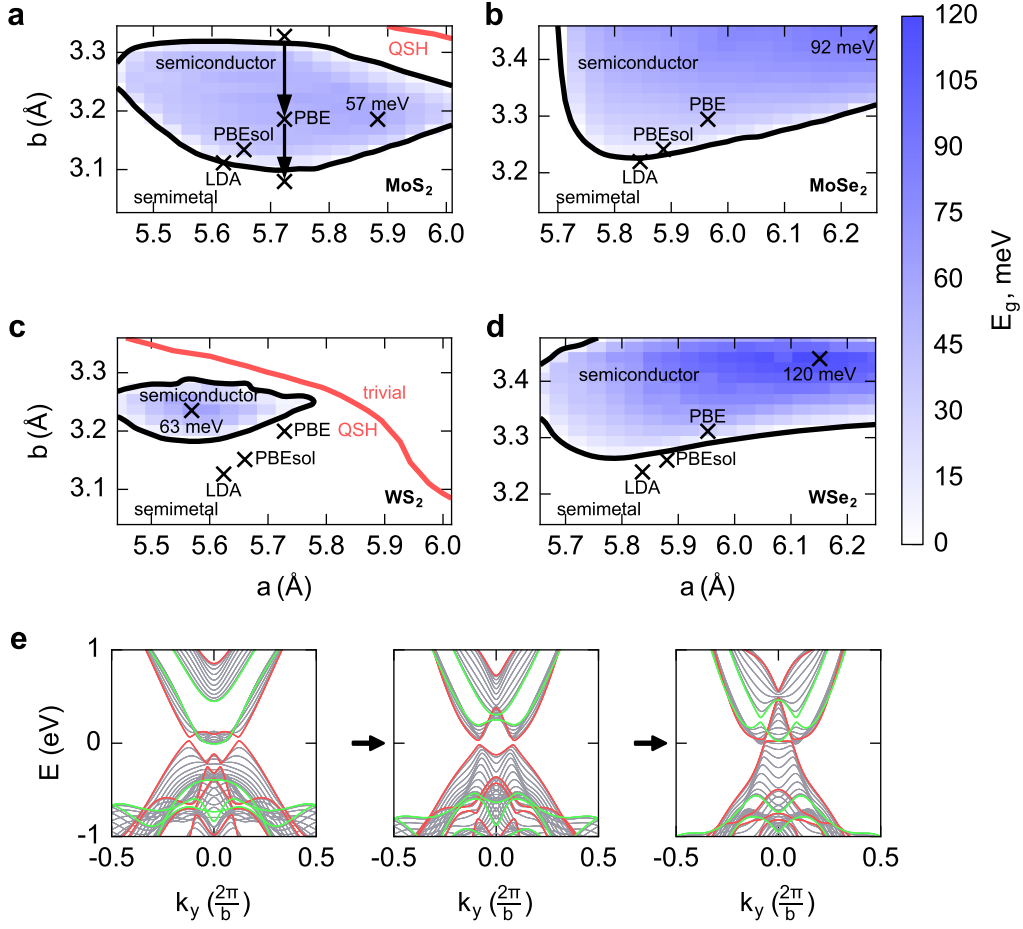 a
3.3
3.2
3.1
b (Å)
QSH
semiconductor
57 meV
PBE
PBEsol
LDA
semimetal
MoS₂
5.5 5.6 5.7 5.8 5.9 6.0
b
3.4
3.3
3.2
92 meV
semiconductor
PBE
PBEsol
LDA
semimetal
MoSe₂
5.7 5.8 5.9 6.0 6.1 6.2
c
3.3
3.2
3.1
b (Å)
semiconductor
63 meV
trivial
QSH
PBE
PBEsol
LDA
semimetal
WS₂
5.5 5.6 5.7 5.8 5.9 6.0
a (Å)
d
3.4
3.3
3.2
semiconductor
120 meV
PBE
PBEsol
LDA
semimetal
WSe₂
5.7 5.8 5.9 6.0 6.1 6.2
a (Å)
120
105
90
75
60
45
30
15
0
E_g, meV
e
1
0
-1
E (eV)
-0.5 0.0 0.5
k_y (2π/b)
-0.5 0.0 0.5
k_y (2π/b)
-0.5 0.0 0.5
k_y (2π/b)